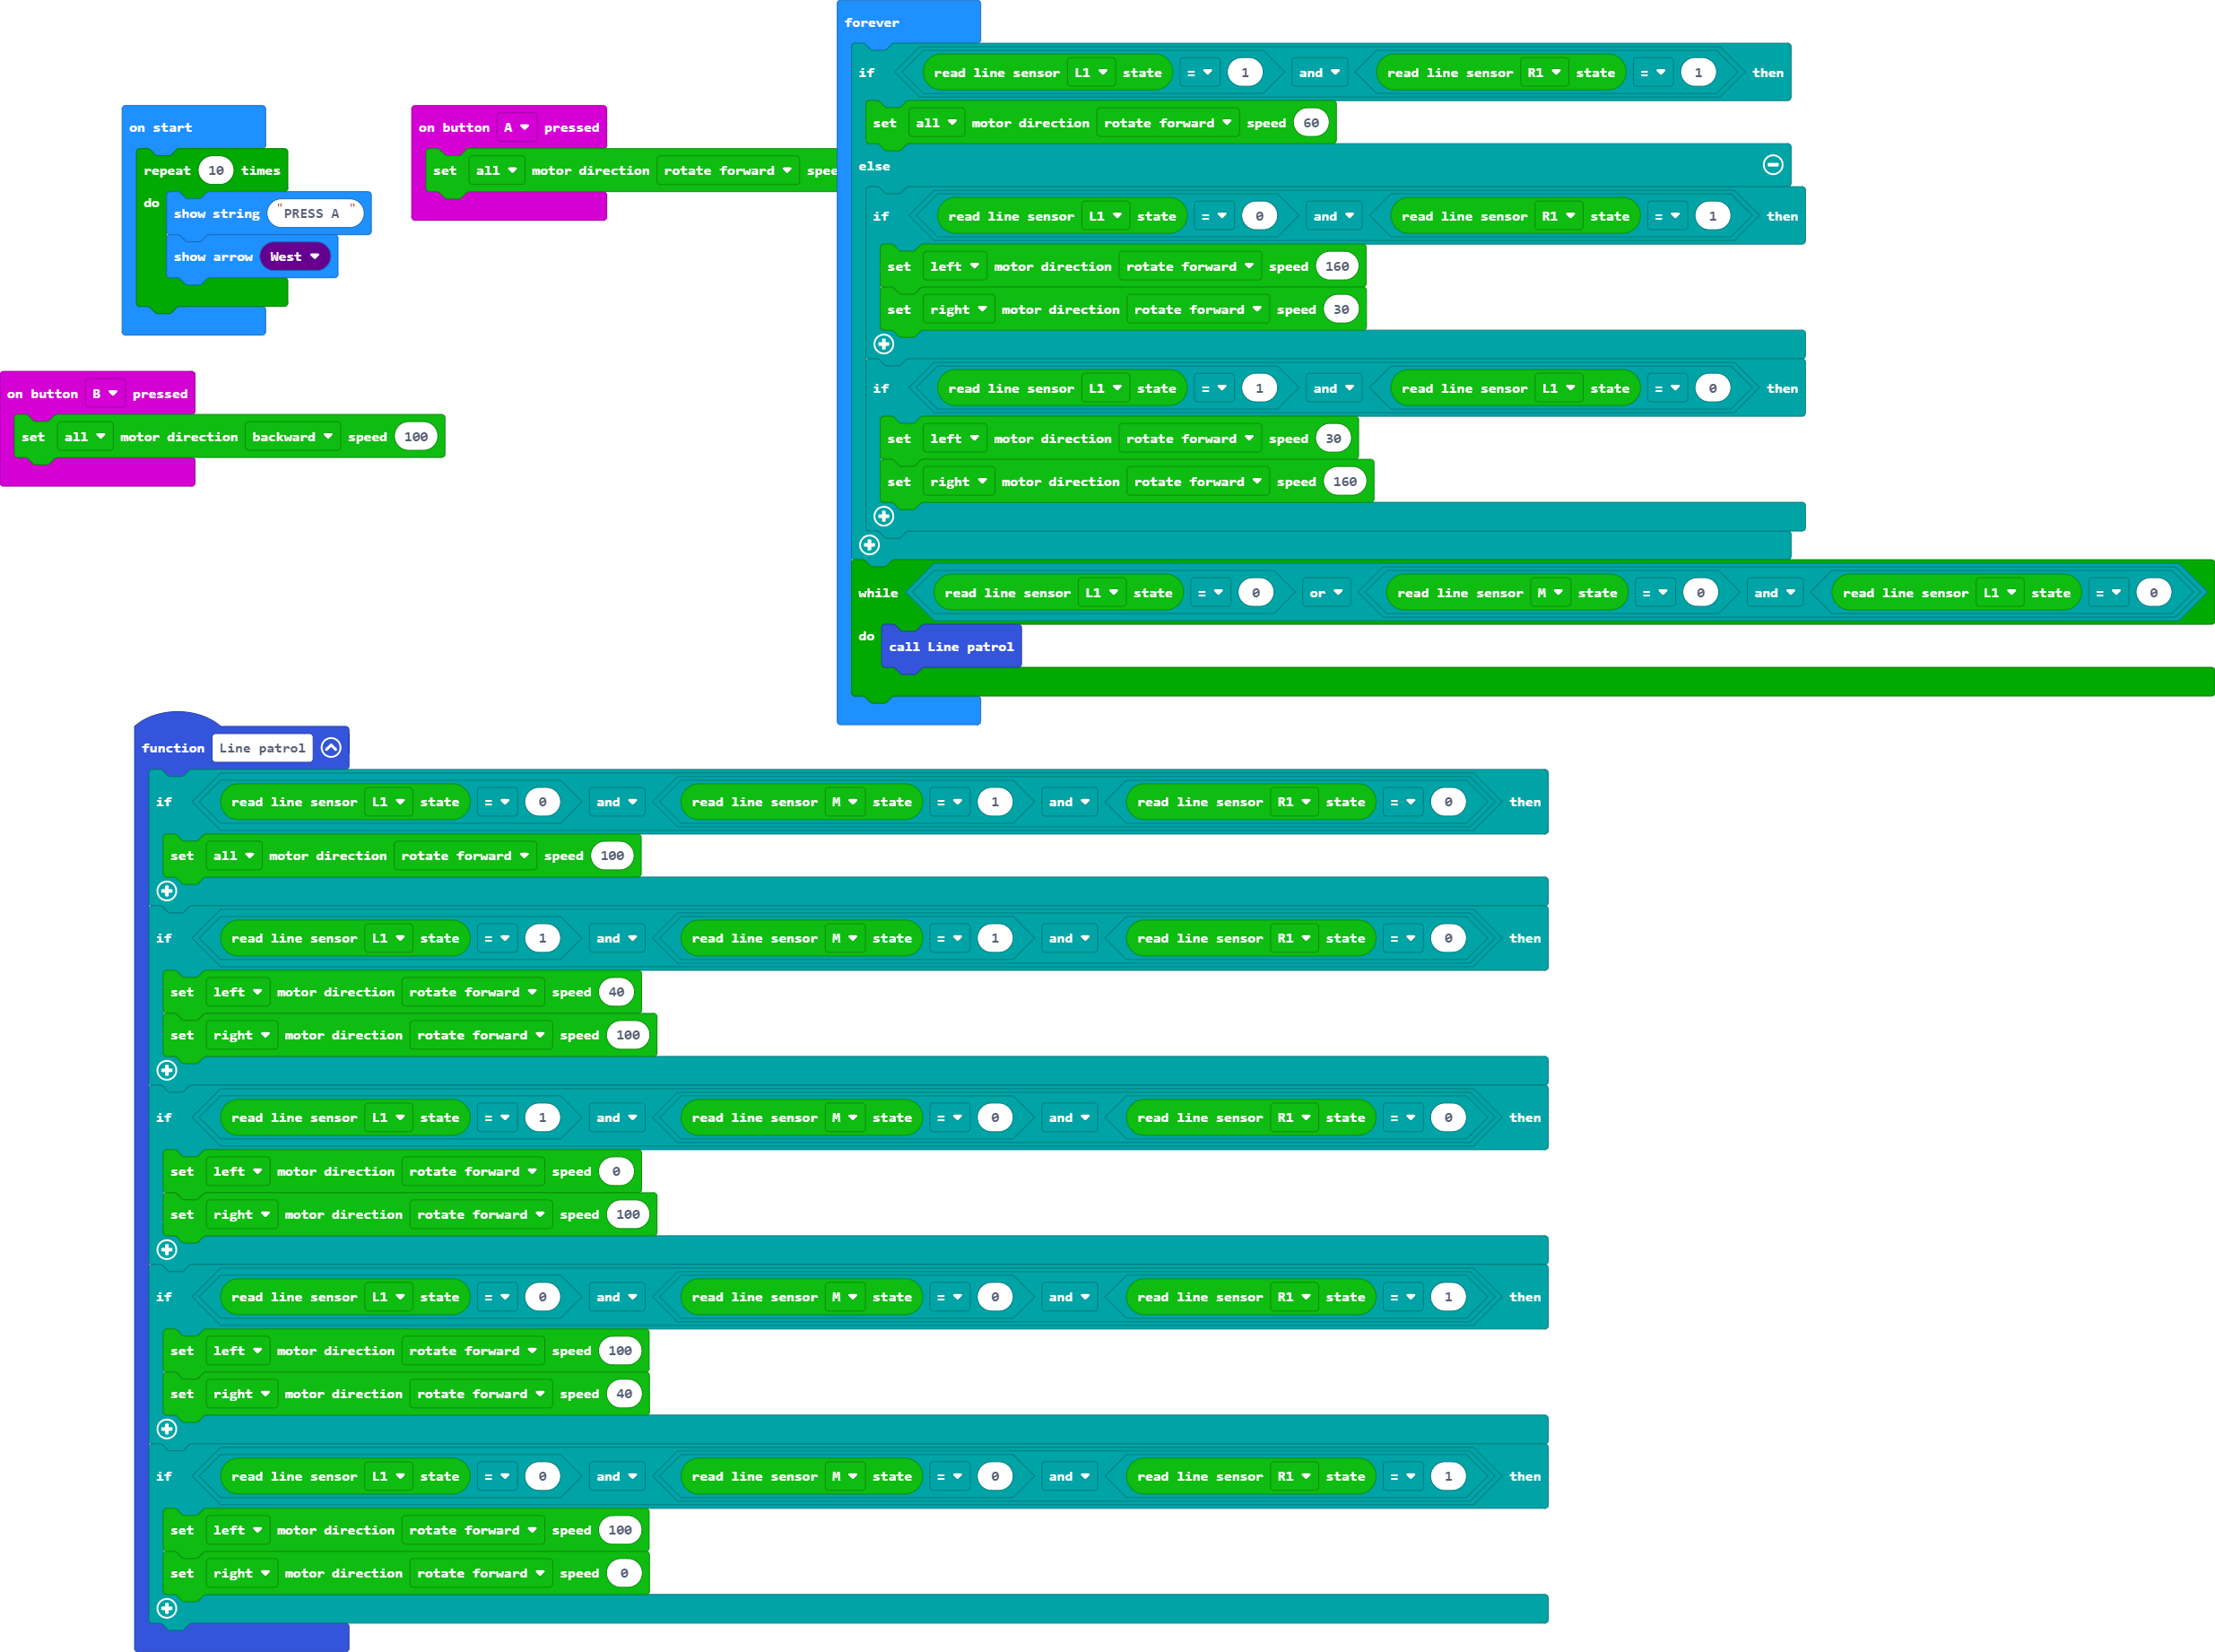 on start
repeat 10 times
do
show string "PRESS A "
show arrow West
on button A pressed
set all motor direction rotate forward spee
on button B pressed
set all motor direction backward speed 100
forever
if read line sensor L1 state = 1 and read line sensor R1 state = 1 then
set all motor direction rotate forward speed 60
else
if read line sensor L1 state = 0 and read line sensor R1 state = 1 then
set left motor direction rotate forward speed 160
set right motor direction rotate forward speed 30
if read line sensor L1 state = 1 and read line sensor L1 state = 0 then
set left motor direction rotate forward speed 30
set right motor direction rotate forward speed 160
while read line sensor L1 state = 0 or read line sensor M state = 0 and read line sensor L1 state = 0
do call Line patrol
function Line patrol
if read line sensor L1 state = 0 and read line sensor M state = 1 and read line sensor R1 state = 0 then
set all motor direction rotate forward speed 100
if read line sensor L1 state = 1 and read line sensor M state = 1 and read line sensor R1 state = 0 then
set left motor direction rotate forward speed 40
set right motor direction rotate forward speed 100
if read line sensor L1 state = 1 and read line sensor M state = 0 and read line sensor R1 state = 0 then
set left motor direction rotate forward speed 0
set right motor direction rotate forward speed 100
if read line sensor L1 state = 0 and read line sensor M state = 0 and read line sensor R1 state = 1 then
set left motor direction rotate forward speed 100
set right motor direction rotate forward speed 40
if read line sensor L1 state = 0 and read line sensor M state = 0 and read line sensor R1 state = 1 then
set left motor direction rotate forward speed 100
set right motor direction rotate forward speed 0